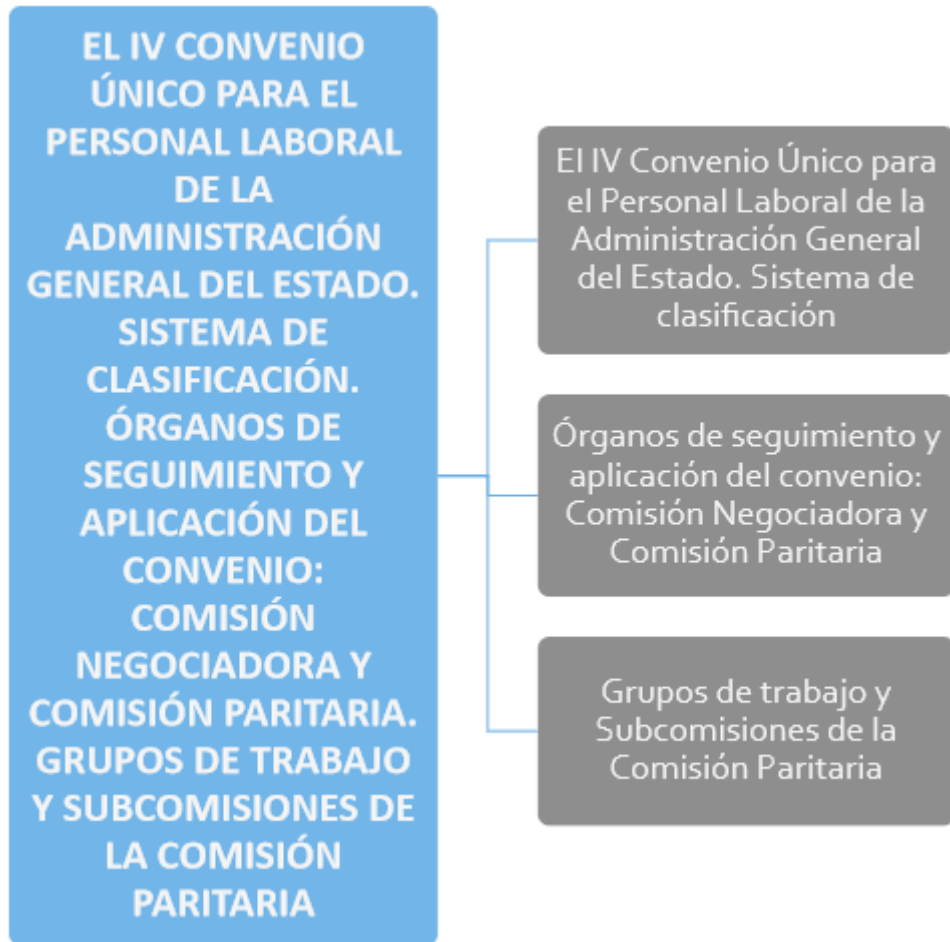 EL IV CONVENIO
ÚNICO PARA EL
PERSONAL LABORAL
DE LA
ADMINISTRACIÓN
GENERAL DEL ESTADO.
SISTEMA DE
CLASIFICACIÓN.
ÓRGANOS DE
SEGUIMIENTO Y
APLICACIÓN DEL
CONVENIO:
COMISIÓN
NEGOCIADORA Y
COMISIÓN PARITARIA.
GRUPOS DE TRABAJO
Y SUBCOMISIONES DE
LA COMISIÓN
PARITARIA
El IV Convenio Único para
el Personal Laboral de la
Administración General
del Estado. Sistema de
clasificación
Órganos de seguimiento y
aplicación del convenio:
Comisión Negociadora y
Comisión Paritaria
Grupos de trabajo y
Subcomisiones de la
Comisión Paritaria